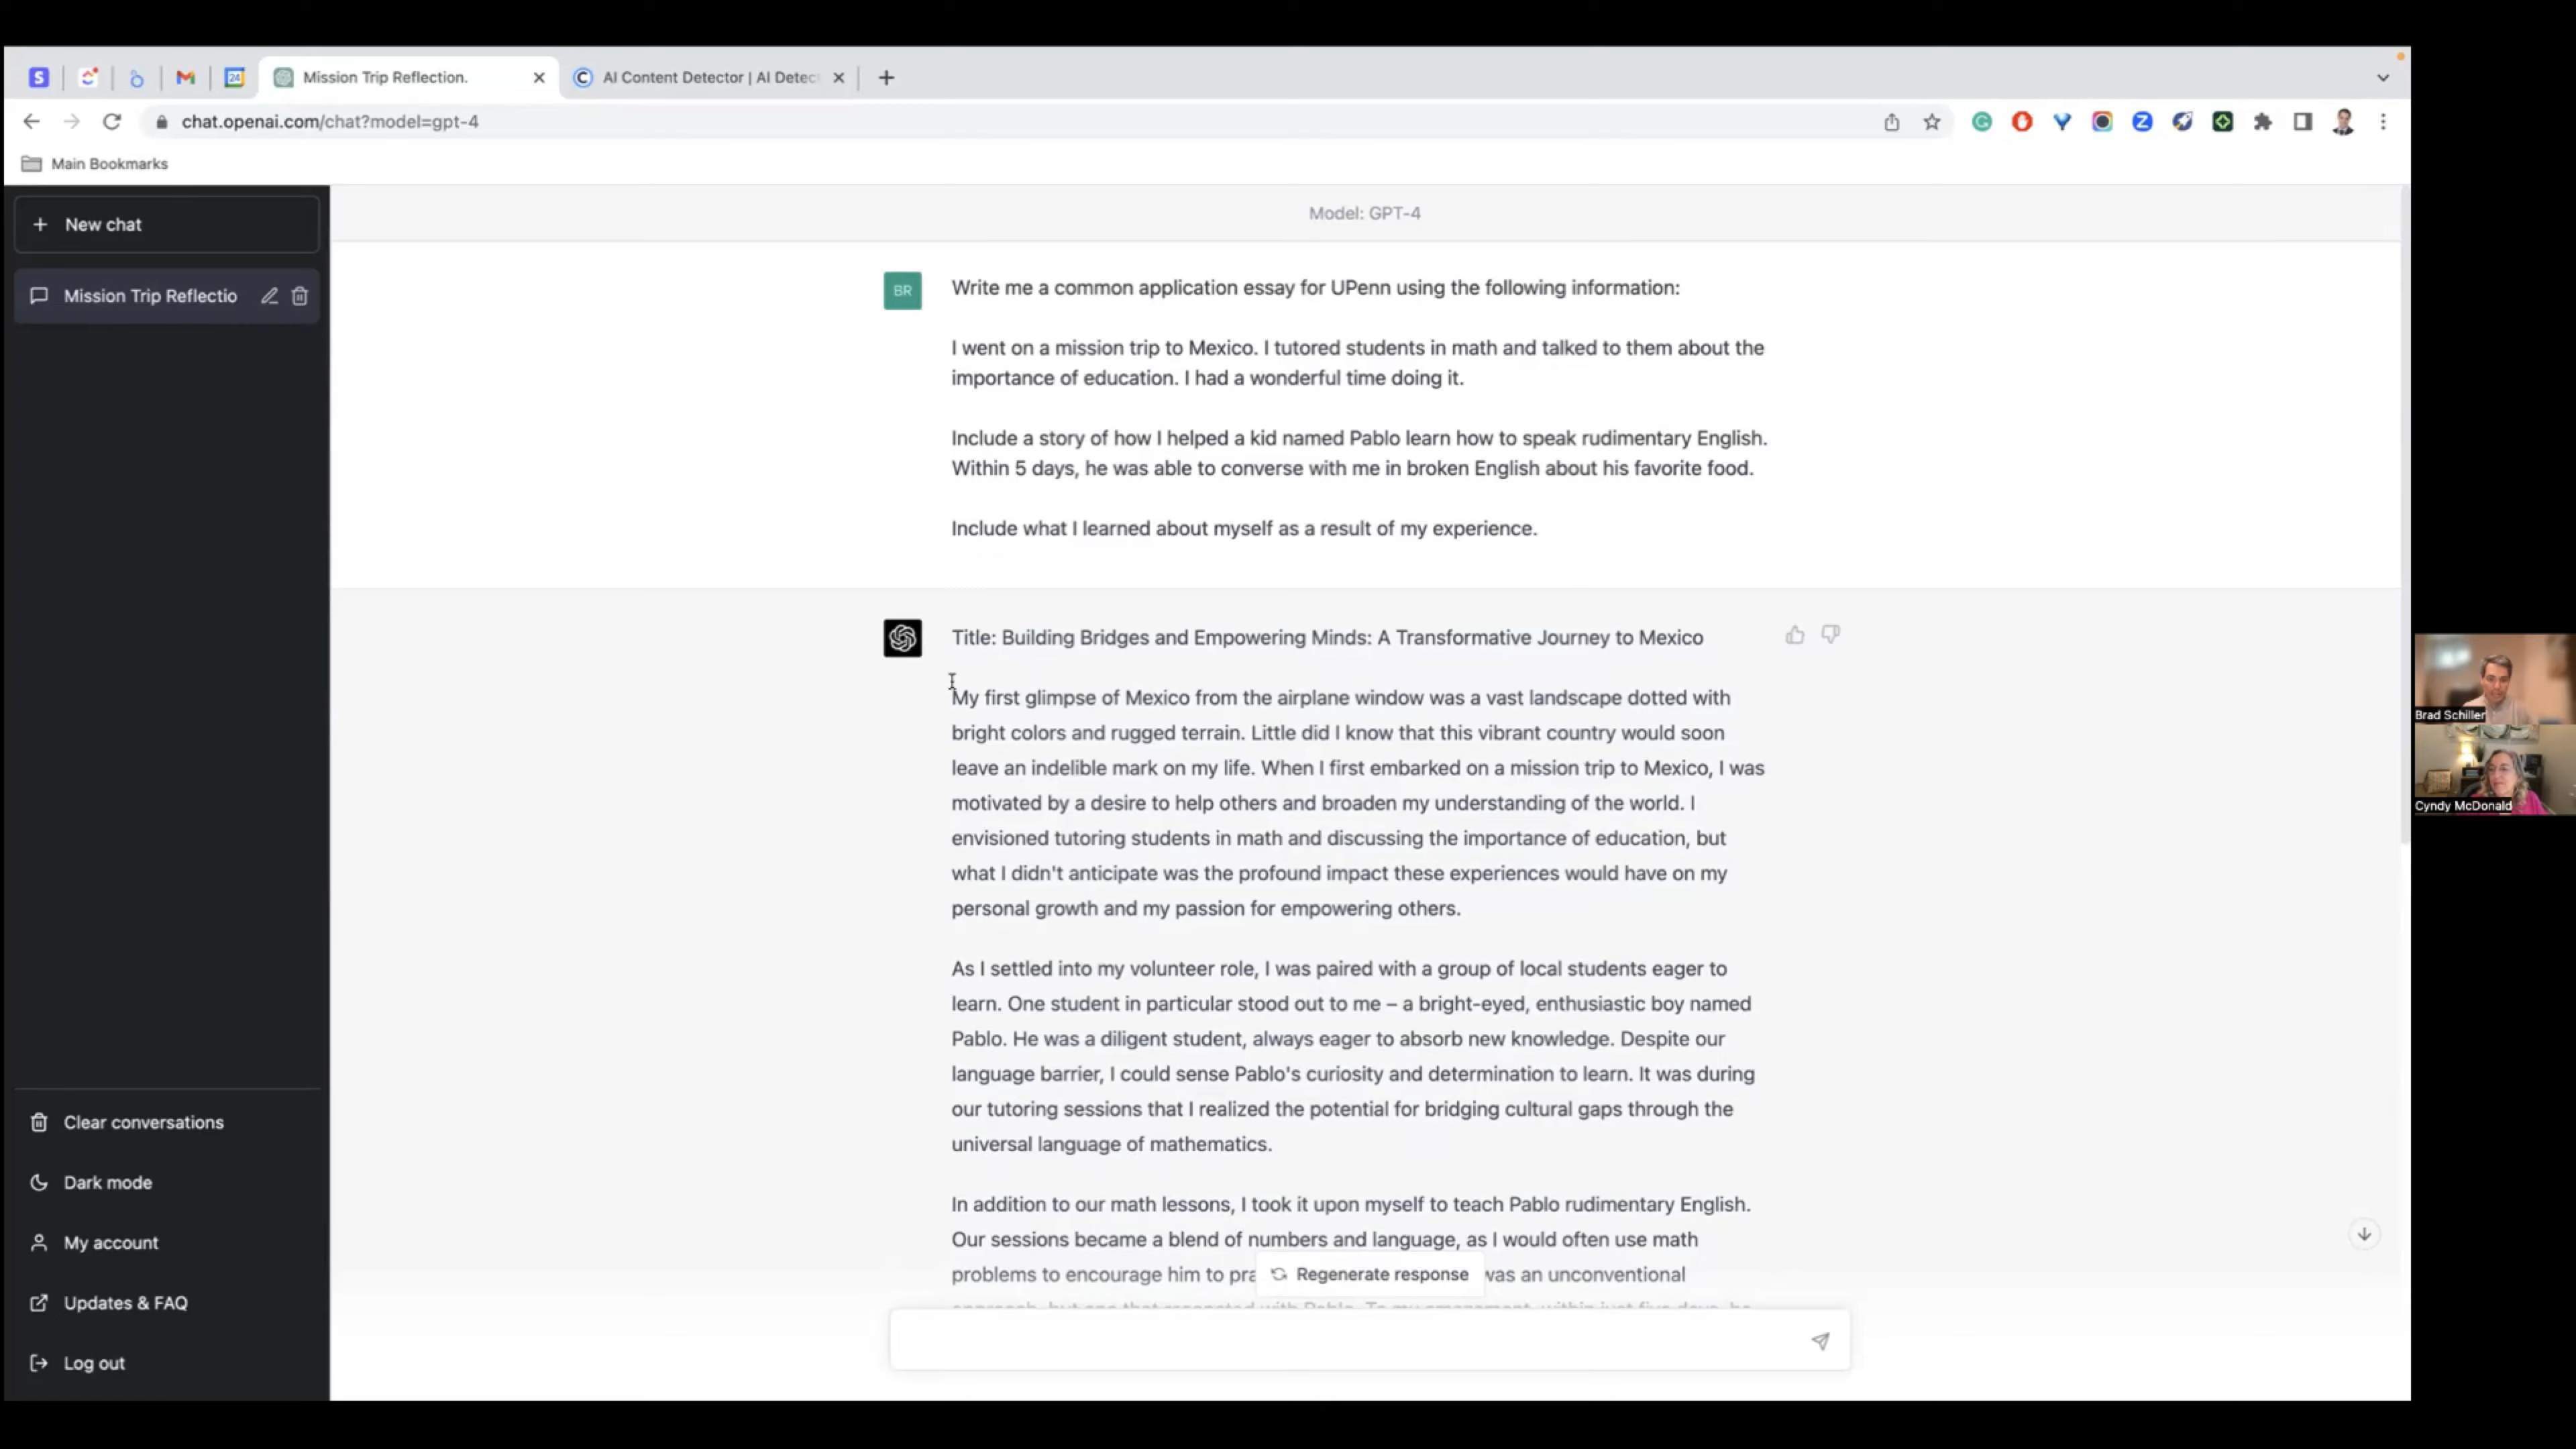 Mission Trip Reflection.
AI Content Detector | AI Detec
chat.openai.com/chat?model=gpt-4
Main Bookmarks
New chat
Mission Trip Reflectio
Clear conversations
Dark mode
My account
Updates & FAQ
Log out
Model: GPT-4
BR
Write me a common application essay for UPenn using the following information:
I went on a mission trip to Mexico. I tutored students in math and talked to them about the
importance of education. I had a wonderful time doing it.
Include a story of how I helped a kid named Pablo learn how to speak rudimentary English.
Within 5 days, he was able to converse with me in broken English about his favorite food.
Include what I learned about myself as a result of my experience.
Title: Building Bridges and Empowering Minds: A Transformative Journey to Mexico
My first glimpse of Mexico from the airplane window was a vast landscape dotted with
bright colors and rugged terrain. Little did I know that this vibrant country would soon
leave an indelible mark on my life. When I first embarked on a mission trip to Mexico, I was
motivated by a desire to help others and broaden my understanding of the world. I
envisioned tutoring students in math and discussing the importance of education, but
what I didn't anticipate was the profound impact these experiences would have on my
personal growth and my passion for empowering others.
As I settled into my volunteer role, I was paired with a group of local students eager to
learn. One student in particular stood out to me – a bright-eyed, enthusiastic boy named
Pablo. He was a diligent student, always eager to absorb new knowledge. Despite our
language barrier, I could sense Pablo's curiosity and determination to learn. It was during
our tutoring sessions that I realized the potential for bridging cultural gaps through the
universal language of mathematics.
In addition to our math lessons, I took it upon myself to teach Pablo rudimentary English.
Our sessions became a blend of numbers and language, as I would often use math
problems to encourage him to pra
Regenerate response
was an unconventional
Brad Schiller
Cyndy McDonald